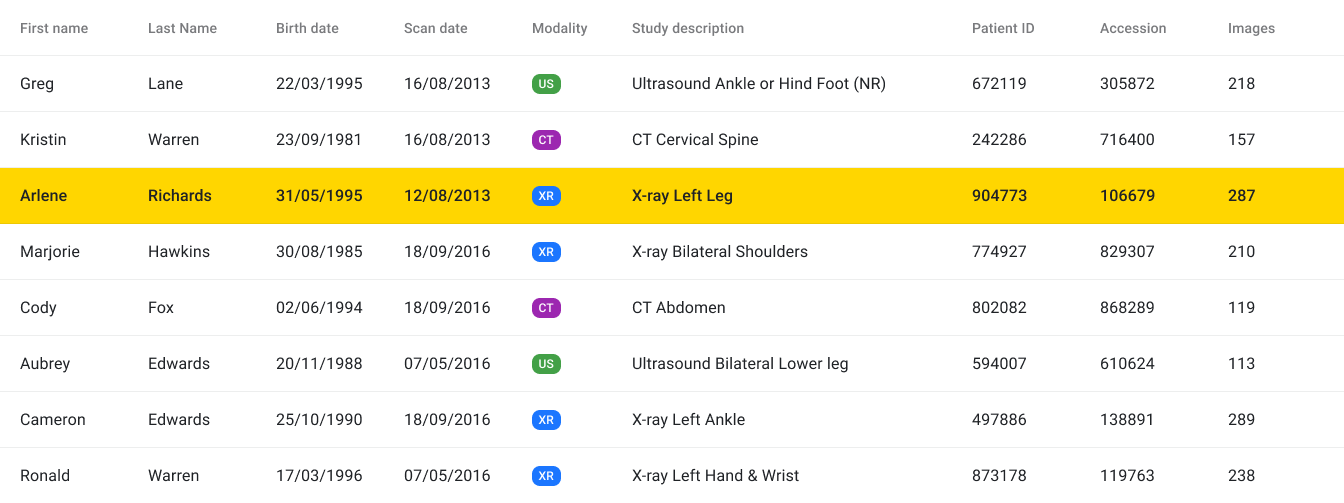 First name Last Name Birth date Scan date Modality Study description Patient ID Accession Images
Greg Lane 22/03/1995 16/08/2013 US Ultrasound Ankle or Hind Foot (NR) 672119 305872 218
Kristin Warren 23/09/1981 16/08/2013 CT CT Cervical Spine 242286 716400 157
Arlene Richards 31/05/1995 12/08/2013 XR X-ray Left Leg 904773 106679 287
Marjorie Hawkins 30/08/1985 18/09/2016 XR X-ray Bilateral Shoulders 774927 829307 210
Cody Fox 02/06/1994 18/09/2016 CT CT Abdomen 802082 868289 119
Aubrey Edwards 20/11/1988 07/05/2016 US Ultrasound Bilateral Lower leg 594007 610624 113
Cameron Edwards 25/10/1990 18/09/2016 XR X-ray Left Ankle 497886 138891 289
Ronald Warren 17/03/1996 07/05/2016 XR X-ray Left Hand & Wrist 873178 119763 238